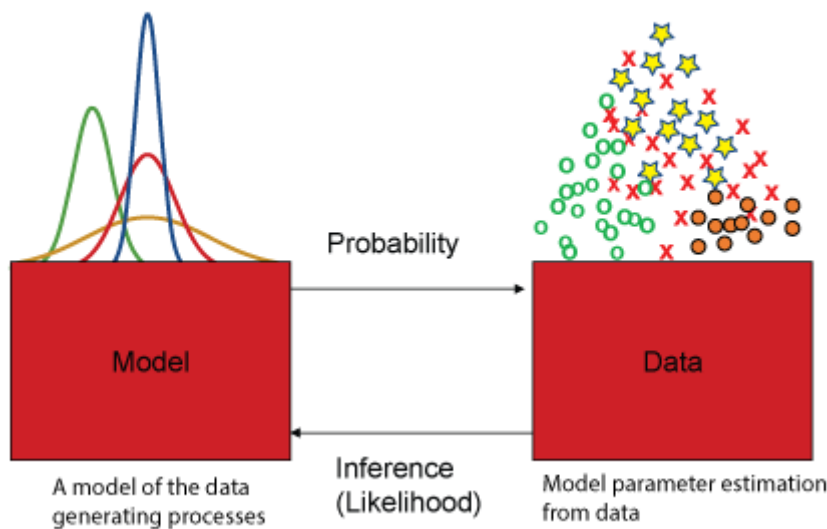 Probability
Model
Data
Inference
(Likelihood)
A model of the data
generating processes
Model parameter estimation
from data